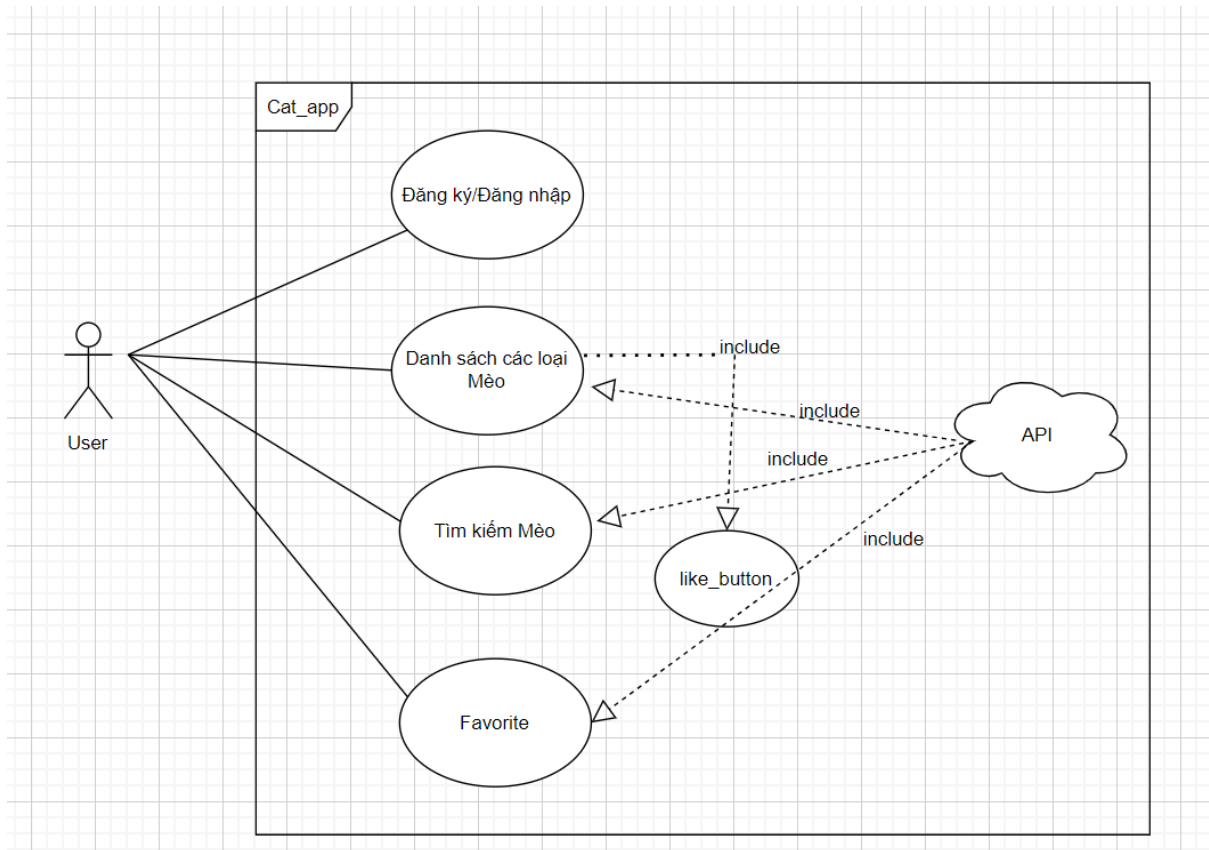 Cat_app
Đăng ký/Đăng nhập
Danh sách các loại
Mèo
include
include
API
User
include
Tìm kiếm Mèo
include
like_button
Favorite